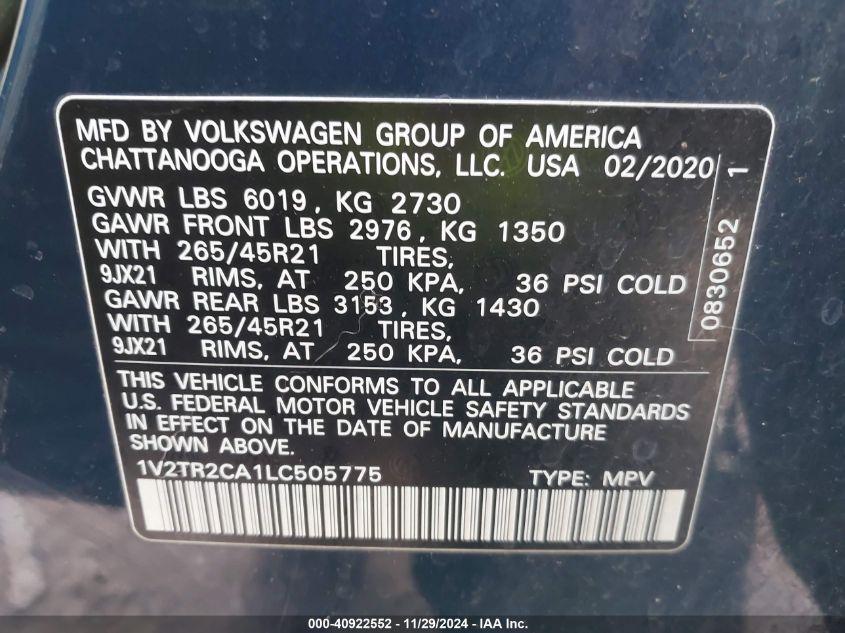 MFD BY VOLKSWAGEN GROUP OF AMERICA
CHATTANOOGA OPERATIONS, LLC. USA 02/2020
GVWR LBS 6019, KG 2730
GAWR FRONT LBS 2976, KG 1350
WITH 265/45R21 TIRES,
9JX21 RIMS, AT 250 KPA, 36 PSI COLD
GAWR REAR LBS 3153, KG 1430
WITH 265/45R21 TIRES,
9JX21 RIMS, AT 250 KPA, 36 PSI COLD
0830652 1
THIS VEHICLE CONFORMS TO ALL APPLICABLE
U.S. FEDERAL MOTOR VEHICLE SAFETY STANDARDS
IN EFFECT ON THE DATE OF MANUFACTURE
SHOWN ABOVE.
1V2TR2CA1LC505775 TYPE: MPV
000-40922552 - 11/29/2024 - IAA Inc.